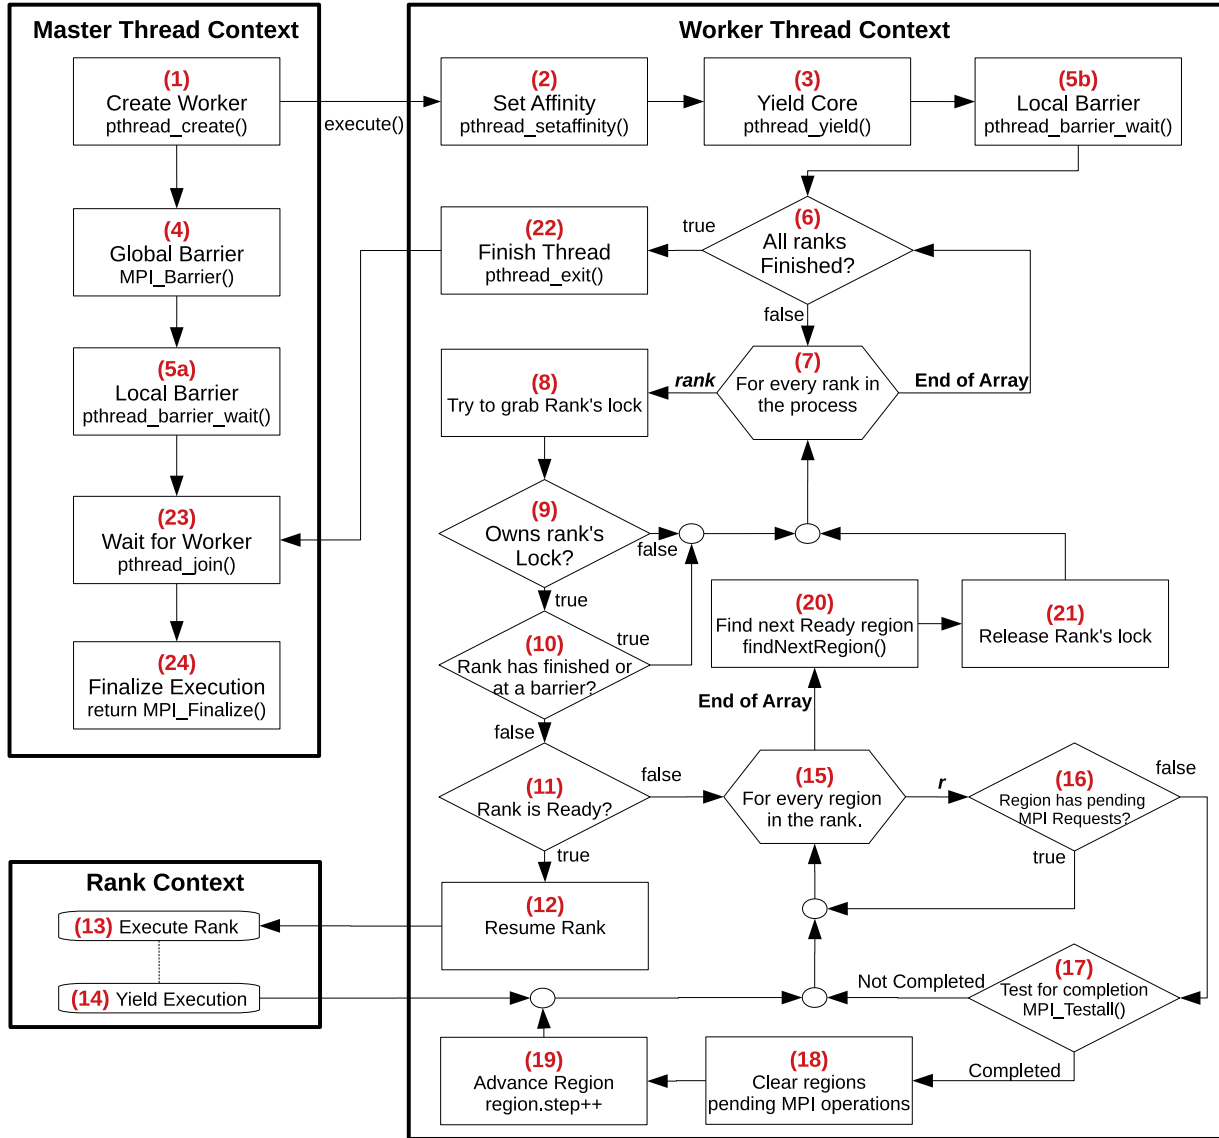 Master Thread Context
(1)
Create Worker
pthread_create()
execute()
(4)
Global Barrier
MPI_Barrier()
(5a)
Local Barrier
pthread_barrier_wait()
(23)
Wait for Worker
pthread_join()
(24)
Finalize Execution
return MPI_Finalize()
Worker Thread Context
(2)
Set Affinity
pthread_setaffinity()
(3)
Yield Core
pthread_yield()
(5b)
Local Barrier
pthread_barrier_wait()
(6)
All ranks
Finished?
true
false
(22)
Finish Thread
pthread_exit()
(7)
For every rank in
the process
rank
End of Array
(8)
Try to grab Rank's lock
(9)
Owns rank's
Lock?
false
true
(10)
Rank has finished or
at a barrier?
true
false
(11)
Rank is Ready?
false
true
(12)
Resume Rank
(20)
Find next Ready region
findNextRegion()
(21)
Release Rank's lock
End of Array
(15)
For every region
in the rank.
r
(16)
Region has pending
MPI Requests?
false
true
(17)
Test for completion
MPI_Testall()
Not Completed
Completed
(18)
Clear regions
pending MPI operations
(19)
Advance Region
region.step++
Rank Context
(13) Execute Rank
(14) Yield Execution